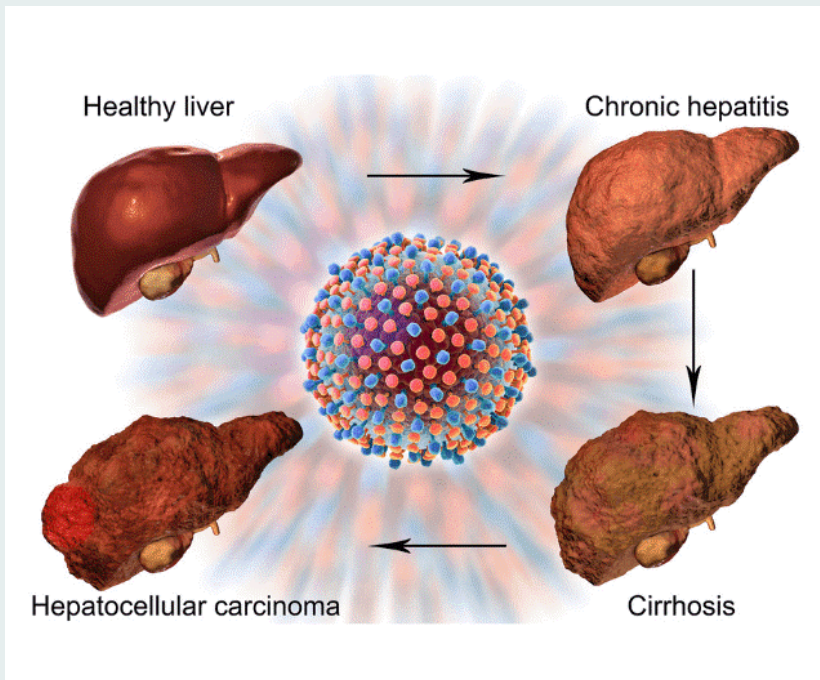 Healthy liver
Chronic hepatitis
Hepatocellular carcinoma
Cirrhosis